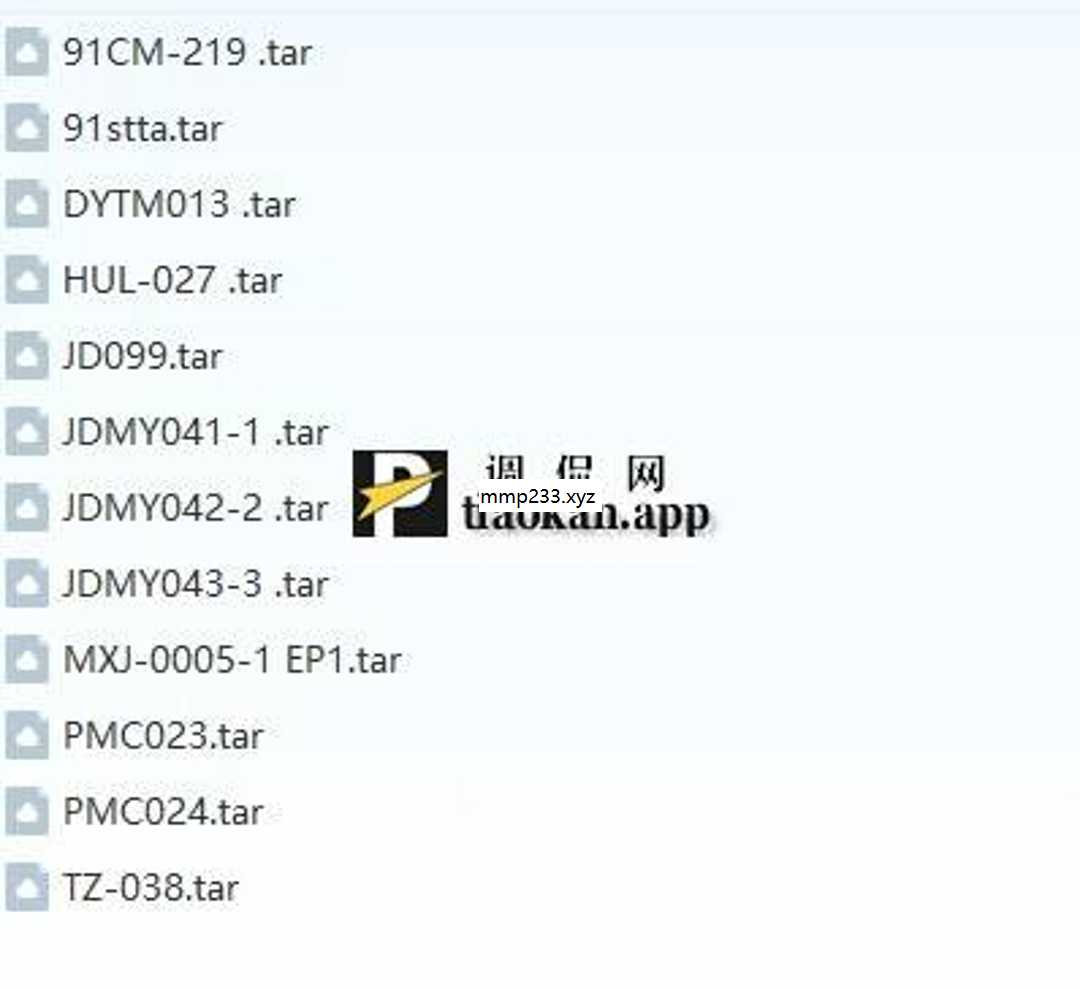 91CM-219 .tar
91stta.tar
DYTM013 .tar
HUL-027 .tar
JD099.tar
JDMY041-1 .tar
JDMY042-2 .tar
JDMY043-3 .tar
MXJ-0005-1 EP1.tar
PMC023.tar
PMC024.tar
TZ-038.tar
调侃网
mmp233.xyz
tiaokan.app